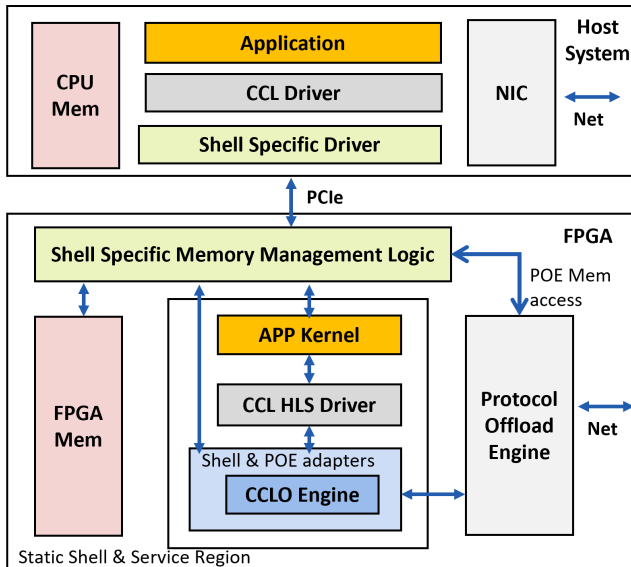 Host
System
Application
CPU
Mem
CCL Driver
NIC
Net
Shell Specific Driver
PCIe
FPGA
Shell Specific Memory Management Logic
POE Mem
access
APP Kernel
FPGA
Mem
CCL HLS Driver
Protocol
Offload
Engine
Net
Shell & POE adapters
CCLO Engine
Static Shell & Service Region